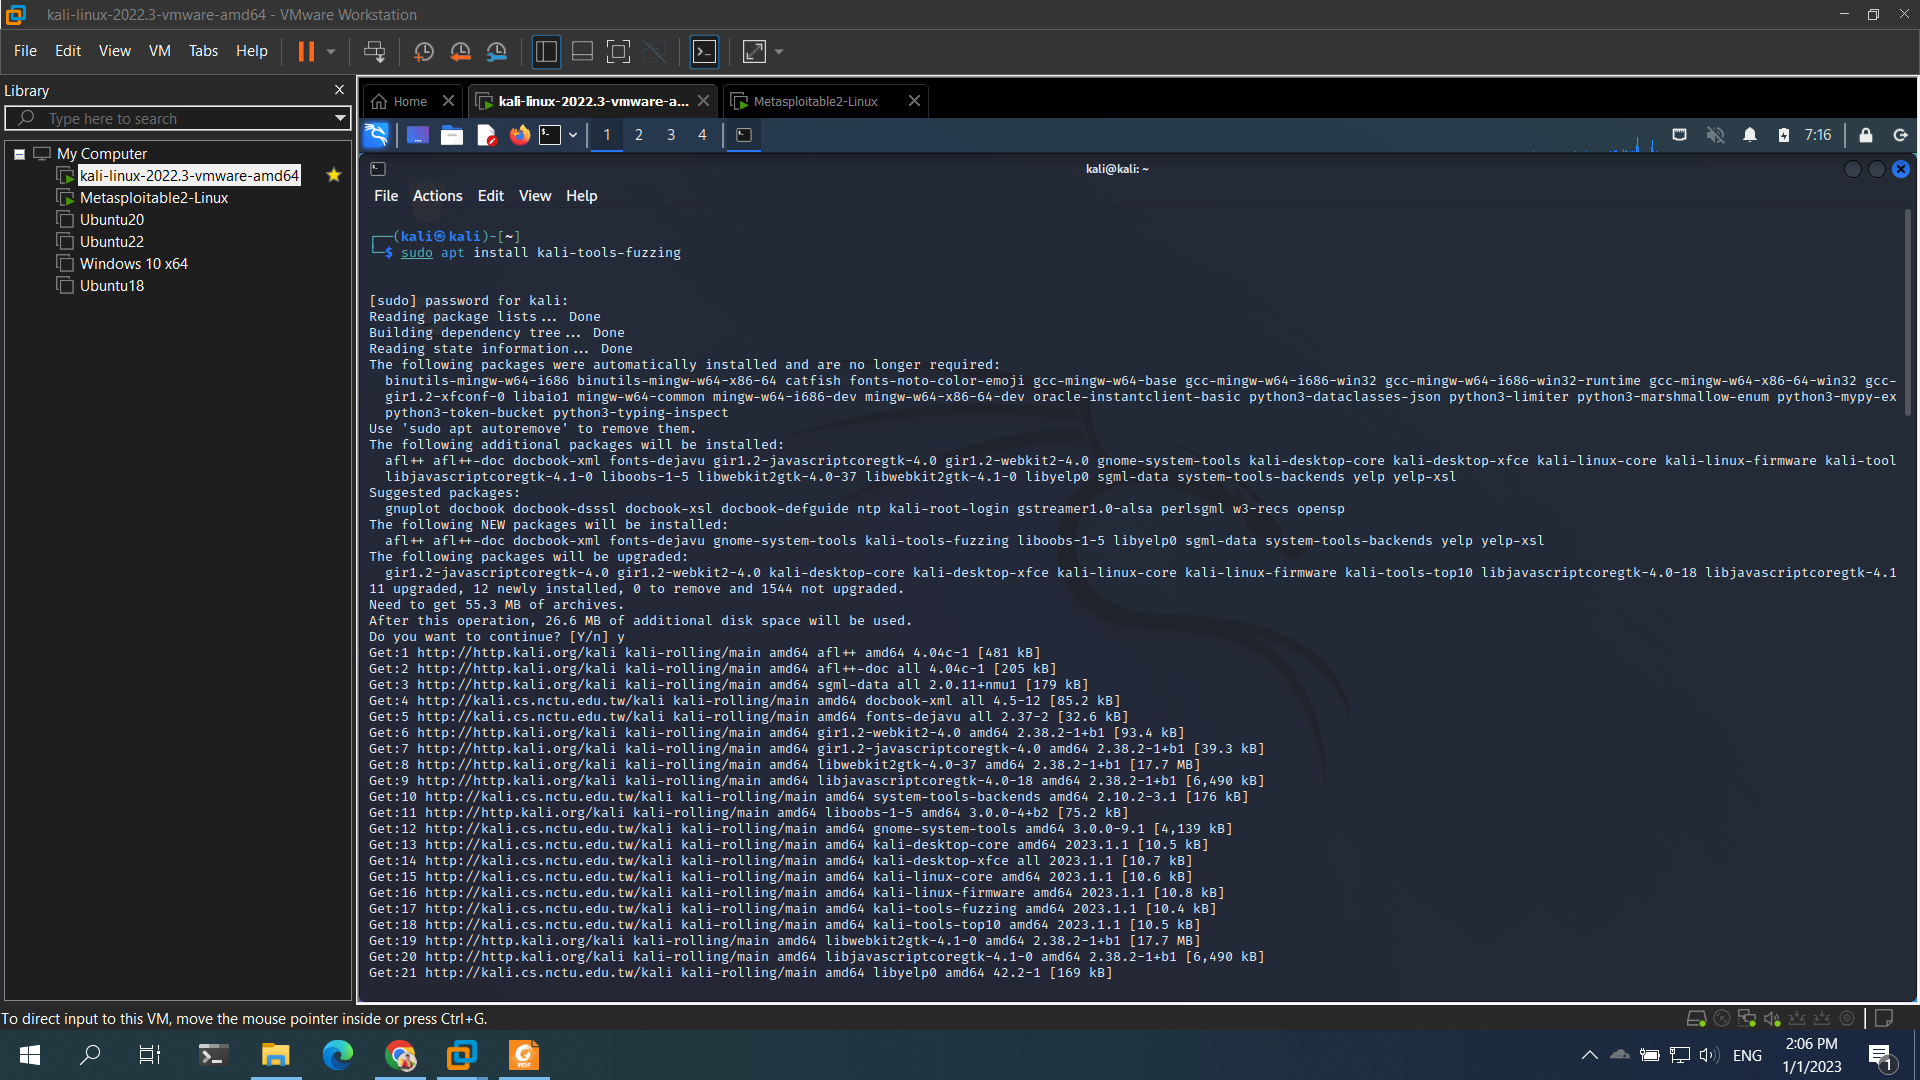 kali-linux-2022.3-vmware-amd64 - VMware Workstation
File Edit View VM Tabs Help
Library
Type here to search
My Computer
kali-linux-2022.3-vmware-amd64
Metasploitable2-Linux
Ubuntu20
Ubuntu22
Windows 10 x64
Ubuntu18
Home kali-linux-2022.3-vmware-a... Metasploitable2-Linux
1 2 3 4 7:16
kali@kali: ~
File Actions Edit View Help
(kali㉿kali)-[~]
$ sudo apt install kali-tools-fuzzing
[sudo] password for kali:
Reading package lists... Done
Building dependency tree... Done
Reading state information... Done
The following packages were automatically installed and are no longer required:
binutils-mingw-w64-i686 binutils-mingw-w64-x86-64 catfish fonts-noto-color-emoji gcc-mingw-w64-base gcc-mingw-w64-i686-win32 gcc-mingw-w64-i686-win32-runtime gcc-mingw-w64-x86-64-win32 gcc-
gir1.2-xfconf-0 libaio1 mingw-w64-common mingw-w64-i686-dev mingw-w64-x86-64-dev oracle-instantclient-basic python3-dataclasses-json python3-limiter python3-marshmallow-enum python3-mypy-ex
python3-token-bucket python3-typing-inspect
Use 'sudo apt autoremove' to remove them.
The following additional packages will be installed:
afl++ afl++-doc docbook-xml fonts-dejavu gir1.2-javascriptcoregtk-4.0 gir1.2-webkit2-4.0 gnome-system-tools kali-desktop-core kali-desktop-xfce kali-linux-core kali-linux-firmware kali-tool
libjavascriptcoregtk-4.1-0 liboobs-1-5 libwebkit2gtk-4.0-37 libwebkit2gtk-4.1-0 libyelp0 sgml-data system-tools-backends yelp yelp-xsl
Suggested packages:
gnuplot docbook docbook-dsssl docbook-xsl docbook-defguide ntp kali-root-login gstreamer1.0-alsa perlsgml w3-recs opensp
The following NEW packages will be installed:
afl++ afl++-doc docbook-xml fonts-dejavu gnome-system-tools kali-tools-fuzzing liboobs-1-5 libyelp0 sgml-data system-tools-backends yelp yelp-xsl
The following packages will be upgraded:
gir1.2-javascriptcoregtk-4.0 gir1.2-webkit2-4.0 kali-desktop-core kali-desktop-xfce kali-linux-core kali-linux-firmware kali-tools-top10 libjavascriptcoregtk-4.0-18 libjavascriptcoregtk-4.1
11 upgraded, 12 newly installed, 0 to remove and 1544 not upgraded.
Need to get 55.3 MB of archives.
After this operation, 26.6 MB of additional disk space will be used.
Do you want to continue? [Y/n] y
Get:1 http://http.kali.org/kali kali-rolling/main amd64 afl++ amd64 4.04c-1 [481 kB]
Get:2 http://http.kali.org/kali kali-rolling/main amd64 afl++-doc all 4.04c-1 [205 kB]
Get:3 http://http.kali.org/kali kali-rolling/main amd64 sgml-data all 2.0.11+nmu1 [179 kB]
Get:4 http://kali.cs.nctu.edu.tw/kali kali-rolling/main amd64 docbook-xml all 4.5-12 [85.2 kB]
Get:5 http://kali.cs.nctu.edu.tw/kali kali-rolling/main amd64 fonts-dejavu all 2.37-2 [32.6 kB]
Get:6 http://http.kali.org/kali kali-rolling/main amd64 gir1.2-webkit2-4.0 amd64 2.38.2-1+b1 [93.4 kB]
Get:7 http://http.kali.org/kali kali-rolling/main amd64 gir1.2-javascriptcoregtk-4.0 amd64 2.38.2-1+b1 [39.3 kB]
Get:8 http://http.kali.org/kali kali-rolling/main amd64 libwebkit2gtk-4.0-37 amd64 2.38.2-1+b1 [17.7 MB]
Get:9 http://http.kali.org/kali kali-rolling/main amd64 libjavascriptcoregtk-4.0-18 amd64 2.38.2-1+b1 [6,490 kB]
Get:10 http://kali.cs.nctu.edu.tw/kali kali-rolling/main amd64 system-tools-backends amd64 2.10.2-3.1 [176 kB]
Get:11 http://http.kali.org/kali kali-rolling/main amd64 liboobs-1-5 amd64 3.0.0-4+b2 [75.2 kB]
Get:12 http://kali.cs.nctu.edu.tw/kali kali-rolling/main amd64 gnome-system-tools amd64 3.0.0-9.1 [4,139 kB]
Get:13 http://kali.cs.nctu.edu.tw/kali kali-rolling/main amd64 kali-desktop-core amd64 2023.1.1 [10.5 kB]
Get:14 http://kali.cs.nctu.edu.tw/kali kali-rolling/main amd64 kali-desktop-xfce all 2023.1.1 [10.7 kB]
Get:15 http://kali.cs.nctu.edu.tw/kali kali-rolling/main amd64 kali-linux-core amd64 2023.1.1 [10.6 kB]
Get:16 http://kali.cs.nctu.edu.tw/kali kali-rolling/main amd64 kali-linux-firmware amd64 2023.1.1 [10.8 kB]
Get:17 http://kali.cs.nctu.edu.tw/kali kali-rolling/main amd64 kali-tools-fuzzing amd64 2023.1.1 [10.4 kB]
Get:18 http://kali.cs.nctu.edu.tw/kali kali-rolling/main amd64 kali-tools-top10 amd64 2023.1.1 [10.5 kB]
Get:19 http://http.kali.org/kali kali-rolling/main amd64 libwebkit2gtk-4.1-0 amd64 2.38.2-1+b1 [17.7 MB]
Get:20 http://http.kali.org/kali kali-rolling/main amd64 libjavascriptcoregtk-4.1-0 amd64 2.38.2-1+b1 [6,490 kB]
Get:21 http://kali.cs.nctu.edu.tw/kali kali-rolling/main amd64 libyelp0 amd64 42.2-1 [169 kB]
To direct input to this VM, move the mouse pointer inside or press Ctrl+G.
PDF
ENG
2:06 PM
1/1/2023
1